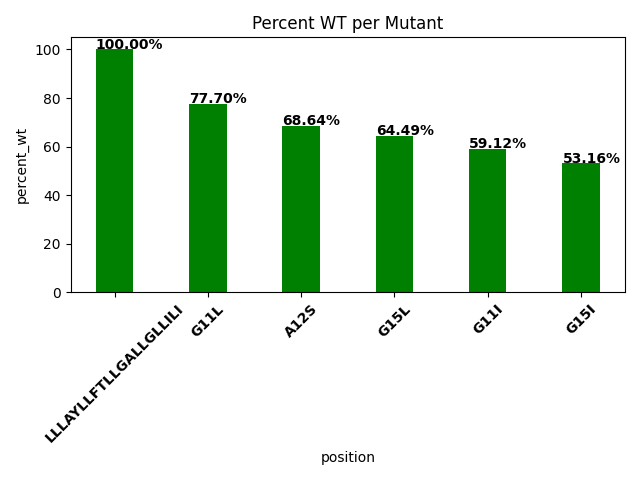 Percent WT per Mutant
percent_wt
100
80
60
40
20
0
100.00%
77.70%
68.64%
64.49%
59.12%
53.16%
LLLAYLLFTLLGALLGLLILI
G11L
A12S
G15L
G11I
G15I
position